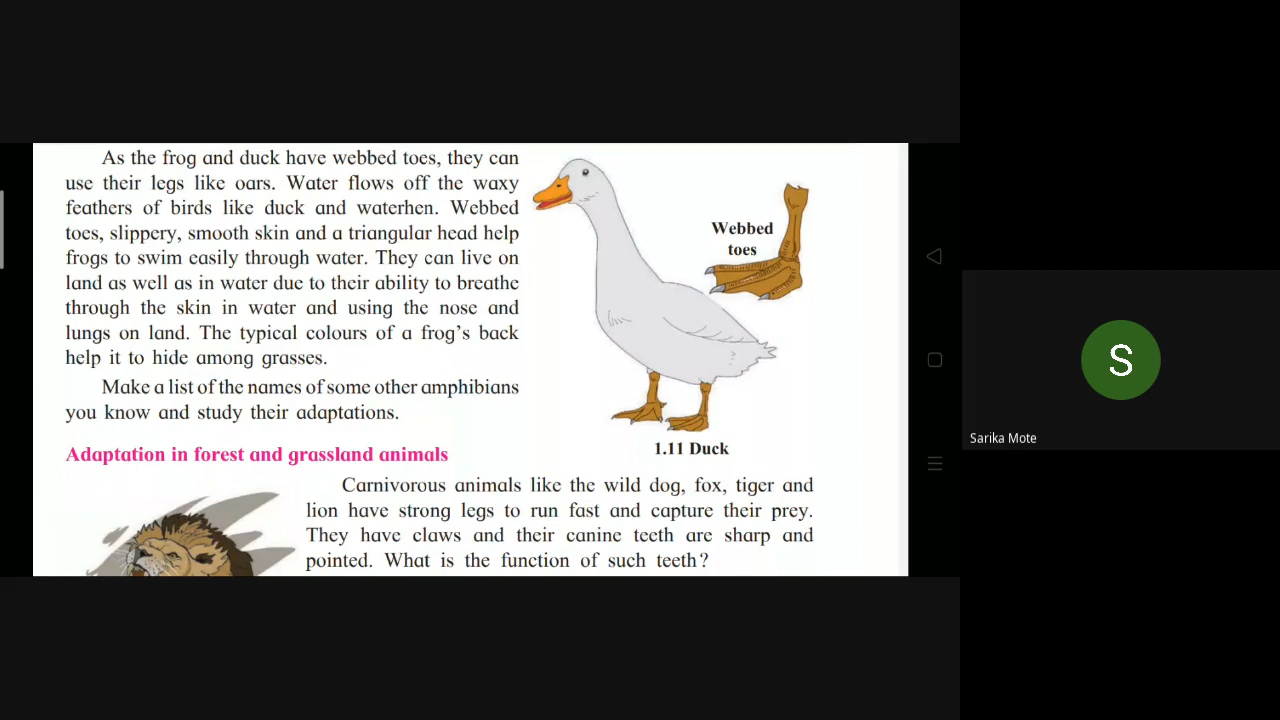 As the frog and duck have webbed toes, they can
use their legs like oars. Water flows off the waxy
feathers of birds like duck and waterhen. Webbed
toes, slippery, smooth skin and a triangular head help
frogs to swim easily through water. They can live on
land as well as in water due to their ability to breathe
through the skin in water and using the nose and
lungs on land. The typical colours of a frog's back
help it to hide among grasses.
Make a list of the names of some other amphibians
you know and study their adaptations.
Webbed
toes
1.11 Duck
Adaptation in forest and grassland animals
Carnivorous animals like the wild dog, fox, tiger and
lion have strong legs to run fast and capture their prey.
They have claws and their canine teeth are sharp and
pointed. What is the function of such teeth?
S
Sarika Mote